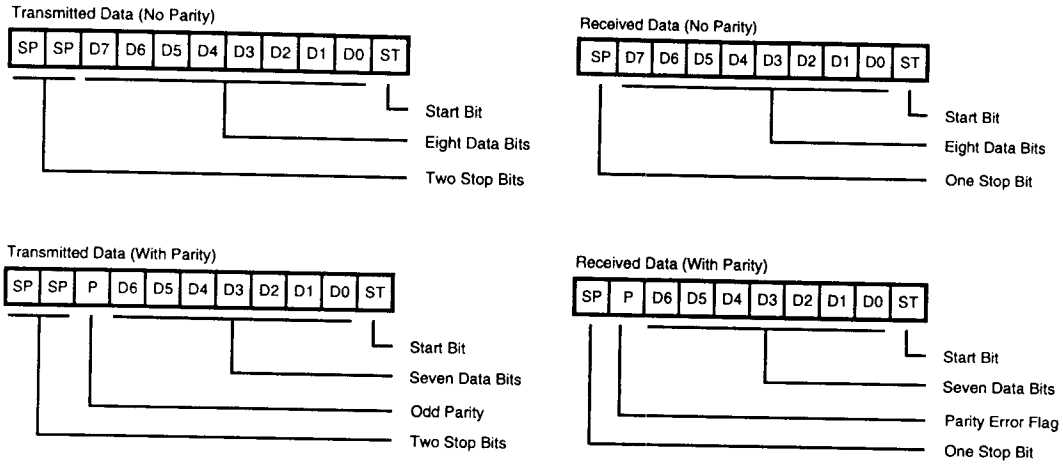 Transmitted Data (No Parity)
SP SP D7 D6 D5 D4 D3 D2 D1 D0 ST
Start Bit
Eight Data Bits
Two Stop Bits
Received Data (No Parity)
SP D7 D6 D5 D4 D3 D2 D1 D0 ST
Start Bit
Eight Data Bits
One Stop Bit
Transmitted Data (With Parity)
SP SP P D6 D5 D4 D3 D2 D1 D0 ST
Start Bit
Seven Data Bits
Odd Parity
Two Stop Bits
Received Data (With Parity)
SP P D6 D5 D4 D3 D2 D1 D0 ST
Start Bit
Seven Data Bits
Parity Error Flag
One Stop Bit